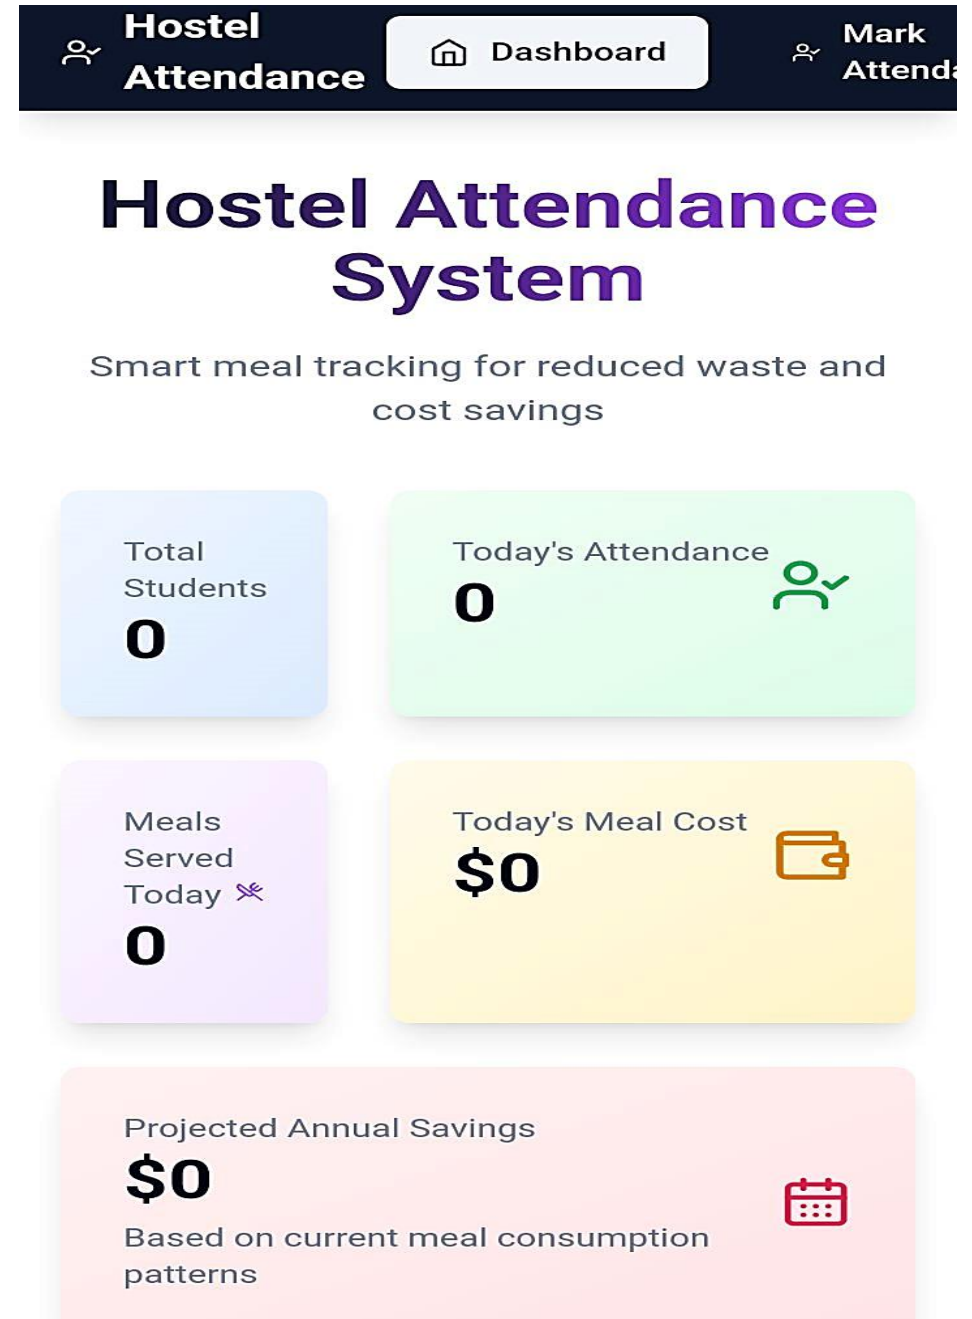 Hostel
Attendance
Dashboard
Mark
Hostel Attendance
System
Smart meal tracking for reduced waste and
cost savings
Total
Students
0
Today's Attendance
0
Meals
Served
Today
0
Today's Meal Cost
$0
Projected Annual Savings
$0
Based on current meal consumption
patterns